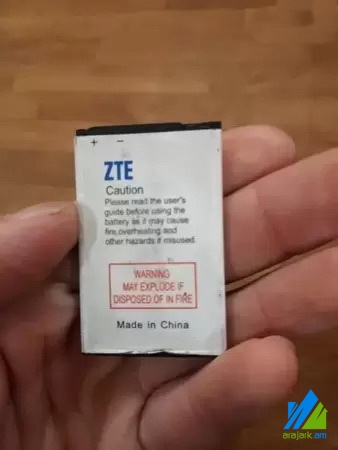 + -
ZTE
Caution
Please read the user's
guide before using the
battery as it may cause
fire,overheating and
other hazards if misused.
WARNING
MAY EXPLODE IF
DISPOSED OF IN FIRE
Made in China
arajark.am